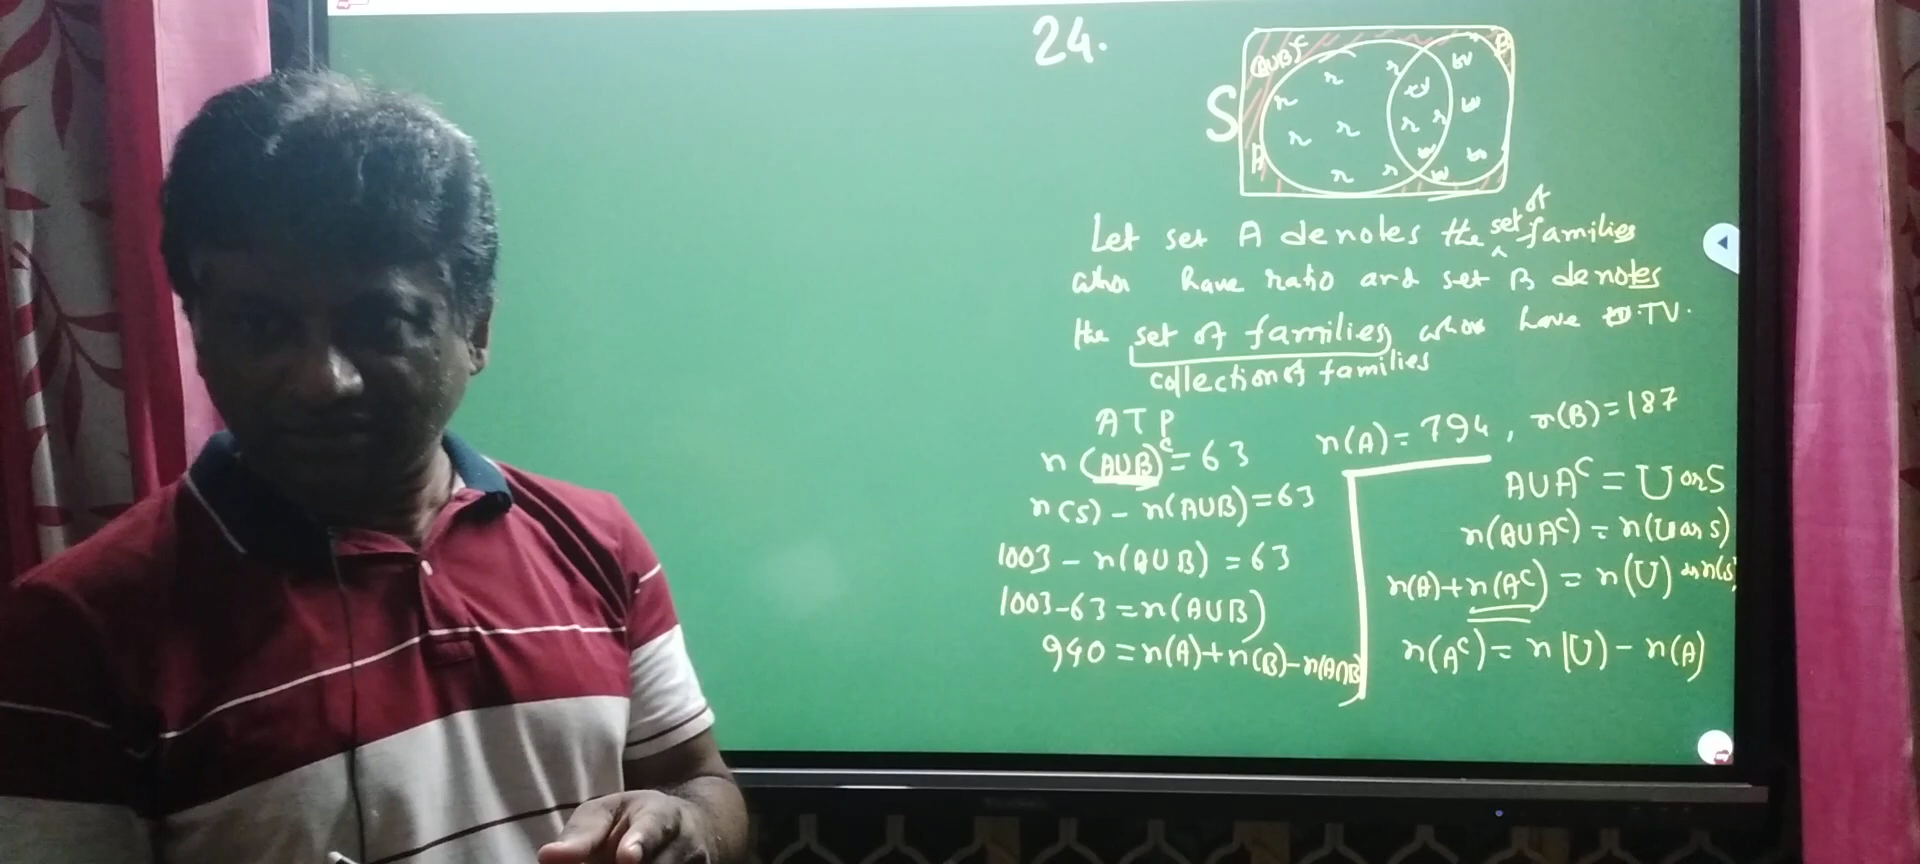 24.
S
(AUB)ᶜ
B
Let set A denotes the set of families
who have ratio and set B denotes
the set of families who have TV.
collection of families
ATP
n(A)=794, n(B)=187
n(AUB)ᶜ=63
n(S)-n(AUB)=63
1003-n(AUB)=63
1003-63=n(AUB)
940=n(A)+n(B)-n(A∩B)
AUAᶜ=U or S
n(AUAᶜ)=n(U or S)
n(A)+n(Aᶜ)=n(U) or n(S)
n(Aᶜ)=n(U)-n(A)